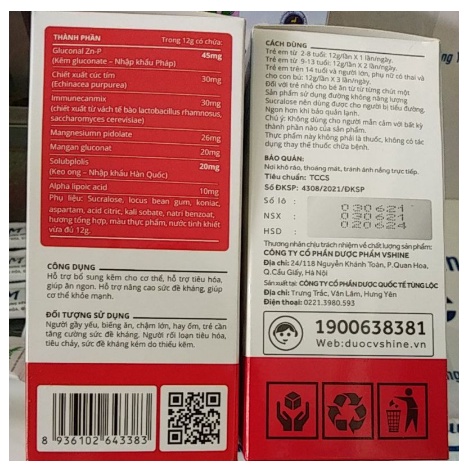 THÀNH PHẦN Trong 12g có chứa:
Gluconal Zn-P 45mg
(Kẽm gluconate – Nhập khẩu Pháp)
Chiết xuất cúc tím 30mg
(Echinacea purpurea)
Immunecanmix 30mg
(chiết xuất từ vách tế bào lactobacillus rhamnosus,
saccharomyces cerevisiae)
Mangnesiumn pidolate 26mg
Mangan gluconat 20mg
Solubplolis 20mg
(Keo ong – Nhập khẩu Hàn Quốc)
Alpha lipoic acid 10mg
Phụ liệu: Sucralose, locus bean gum, koniac,
aspartam, acid citric, kali sobate, natri benzoat,
hương tổng hợp, màu thực phẩm, nước tinh khiết
vừa đủ 12g.
CÔNG DỤNG
Hỗ trợ bổ sung kẽm cho cơ thể, hỗ trợ tiêu hóa,
giúp ăn ngon. Hỗ trợ nâng cao sức đề kháng, giúp
cơ thể khỏe mạnh.
ĐỐI TƯỢNG SỬ DỤNG
Người gầy yếu, biếng ăn, chậm lớn, hay ốm, trẻ cần
tăng cường sức đề kháng. Người rối loạn tiêu hóa,
tiêu chảy, sức đề kháng kém do thiếu kẽm.
8 936102 643383
CÁCH DÙNG
Trẻ em từ 2-8 tuổi: 12g/lần X 1 lần/ngày.
Trẻ em từ 9-13 tuổi: 12g/lần X 2 lần/ngày.
Trẻ em trên 14 tuổi và người lớn, phụ nữ có thai và
cho con bú: 12g/lần X 3 lần/ngày.
Đối với trẻ nhỏ cho bé ăn từ từ từng chút một
Sản phẩm sử dụng đường không năng lượng
Sucralose nên dùng được cho người bị tiểu đường.
Ngon hơn khi bảo quản lạnh.
Chú ý: Không dùng cho người mẫn cảm với bất kỳ
thành phần nào của sản phẩm.
Thực phẩm này không phải là thuốc, không có tác
dụng thay thế thuốc chữa bệnh.
BẢO QUẢN:
Nơi khô ráo, thoáng mát, tránh ánh nắng trực tiếp.
Tiêu chuẩn: TCCS
Số ĐKSP: 4308/2021/ĐKSP
Số lô : 030621
NSX : 030621
HSD : 020624
Thương nhân chịu trách nhiệm về chất lượng sản phẩm:
CÔNG TY CỔ PHẦN DƯỢC PHẨM VSHINE
Địa chỉ: 24/118 Nguyễn Khánh Toàn, P.Quan Hoa,
Q.Cầu Giấy, Hà Nội
Sản xuất tại: CÔNG TY CỔ PHẦN DƯỢC QUỐC TẾ TÙNG LỘC
Địa chỉ: Trưng Trắc, Văn Lâm, Hưng Yên
Điện thoại: 0221.3980.593
1900638381
Web:duocvshine.vn